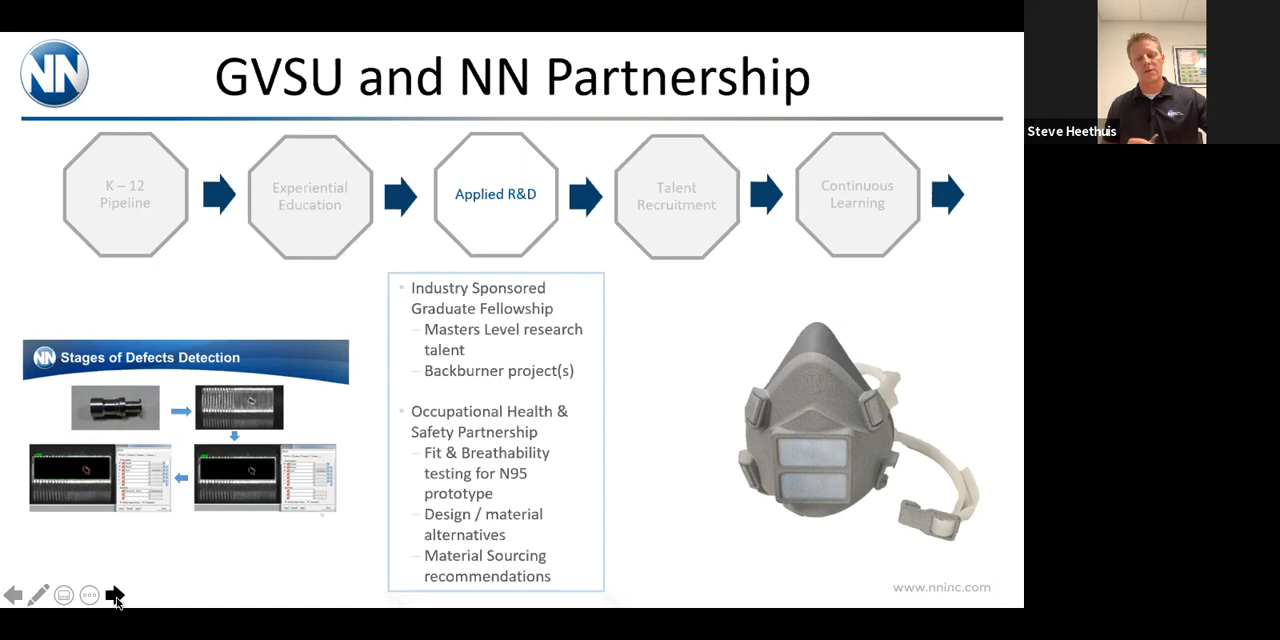 NN
GVSU and NN Partnership
Steve Heethuis
K – 12
Pipeline
Experiential
Education
Applied R&D
Talent
Recruitment
Continuous
Learning
Industry Sponsored
Graduate Fellowship
Masters Level research
talent
Backburner project(s)
Occupational Health &
Safety Partnership
Fit & Breathability
testing for N95
prototype
Design / material
alternatives
Material Sourcing
recommendations
NN Stages of Defects Detection
www.nninc.com